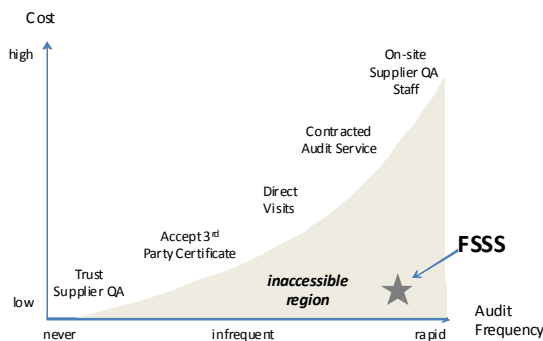 Cost
high
On-site
Supplier QA
Staff
Contracted
Audit Service
Direct
Visits
Accept 3rd
Party Certificate
FSSS
Trust
Supplier QA
inaccessible
region
low
Audit
Frequency
never
infrequent
rapid